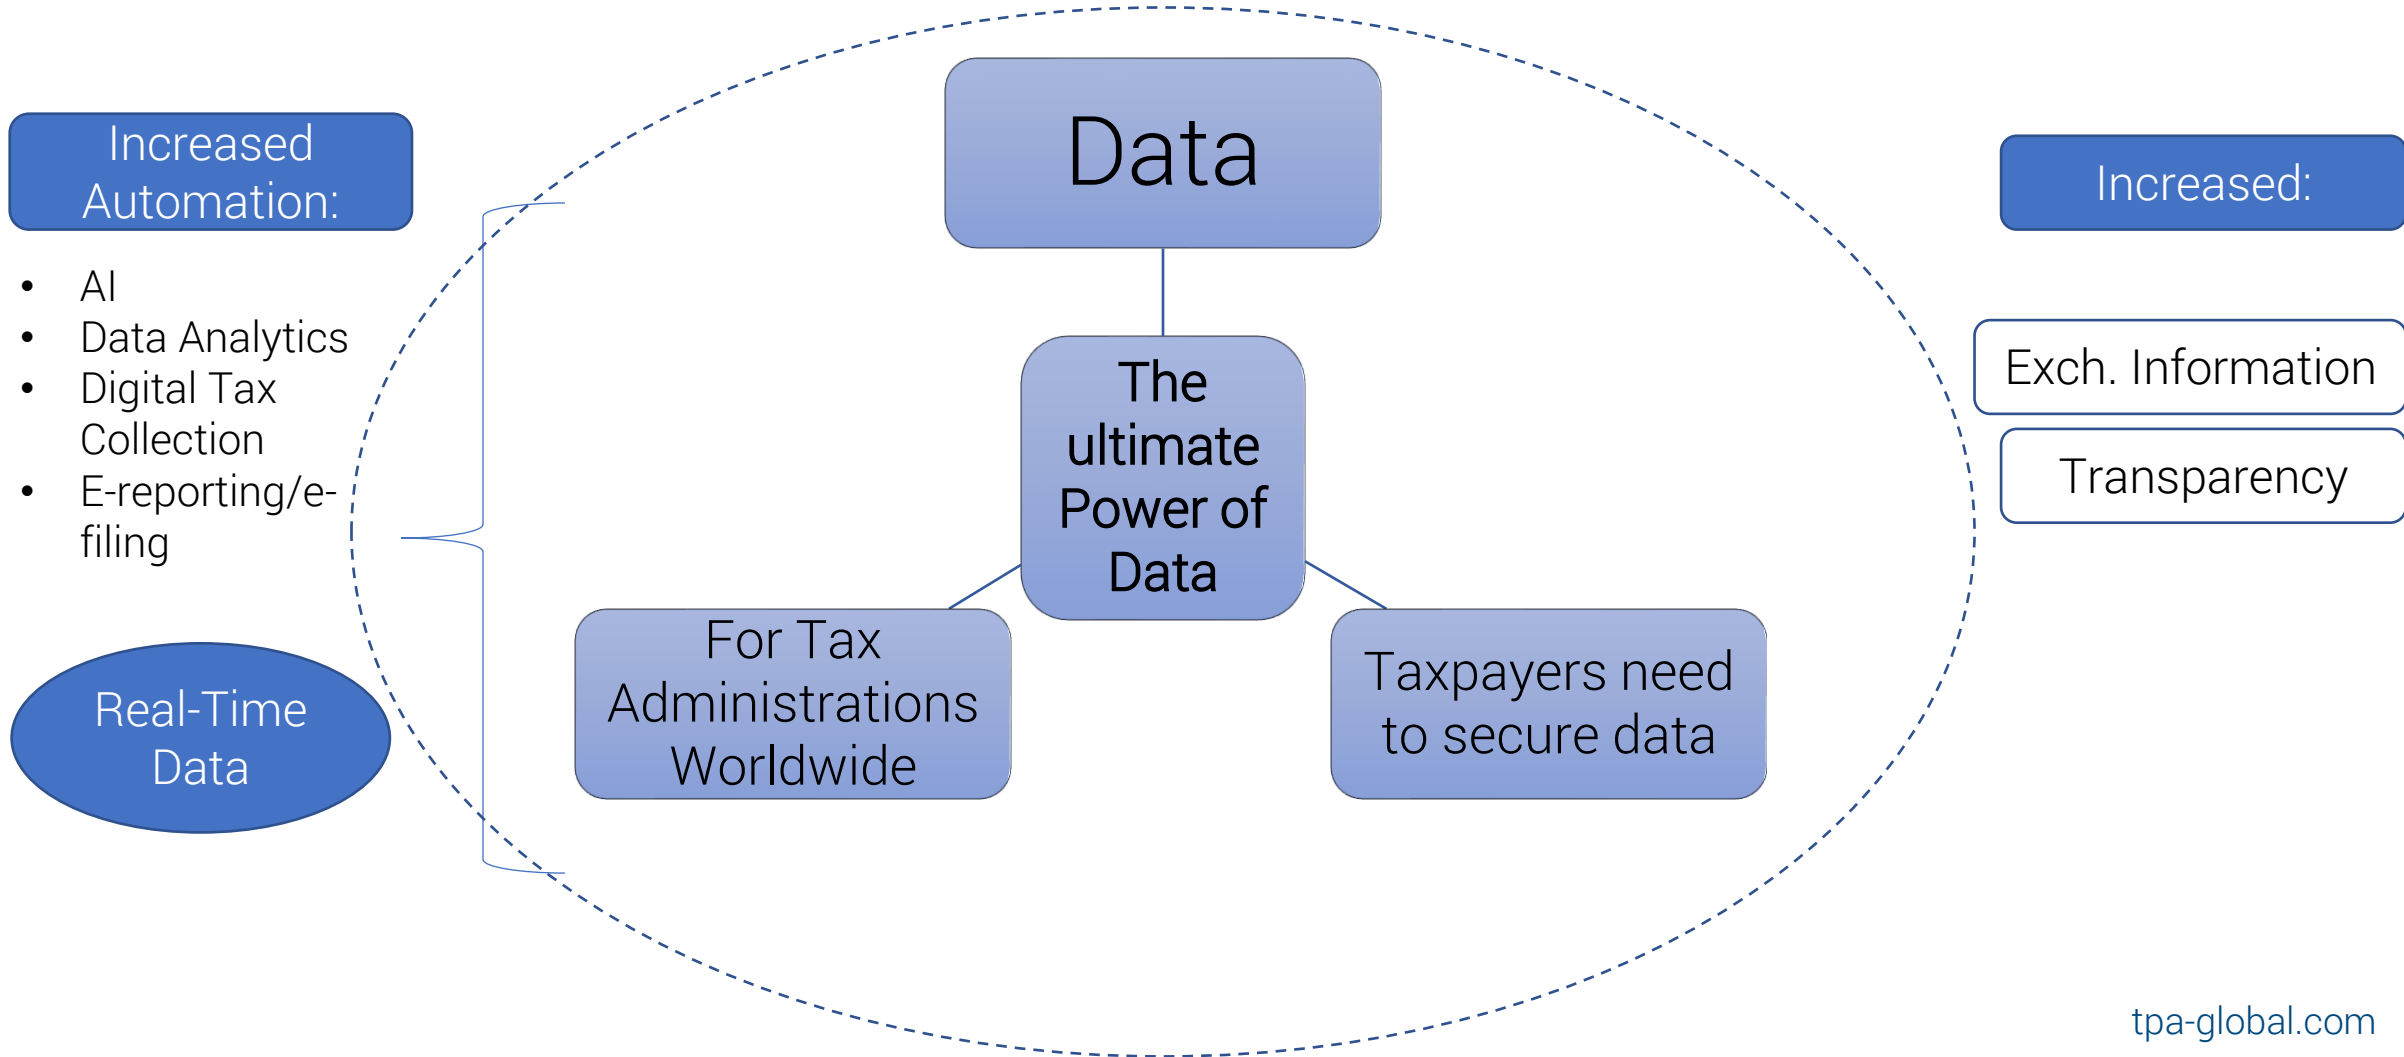 Increased
Automation:
• AI
• Data Analytics
• Digital Tax
Collection
• E-reporting/e-
filing
Real-Time
Data
Data
The
ultimate
Power of
Data
For Tax
Administrations
Worldwide
Taxpayers need
to secure data
Increased:
Exch. Information
Transparency
tpa-global.com